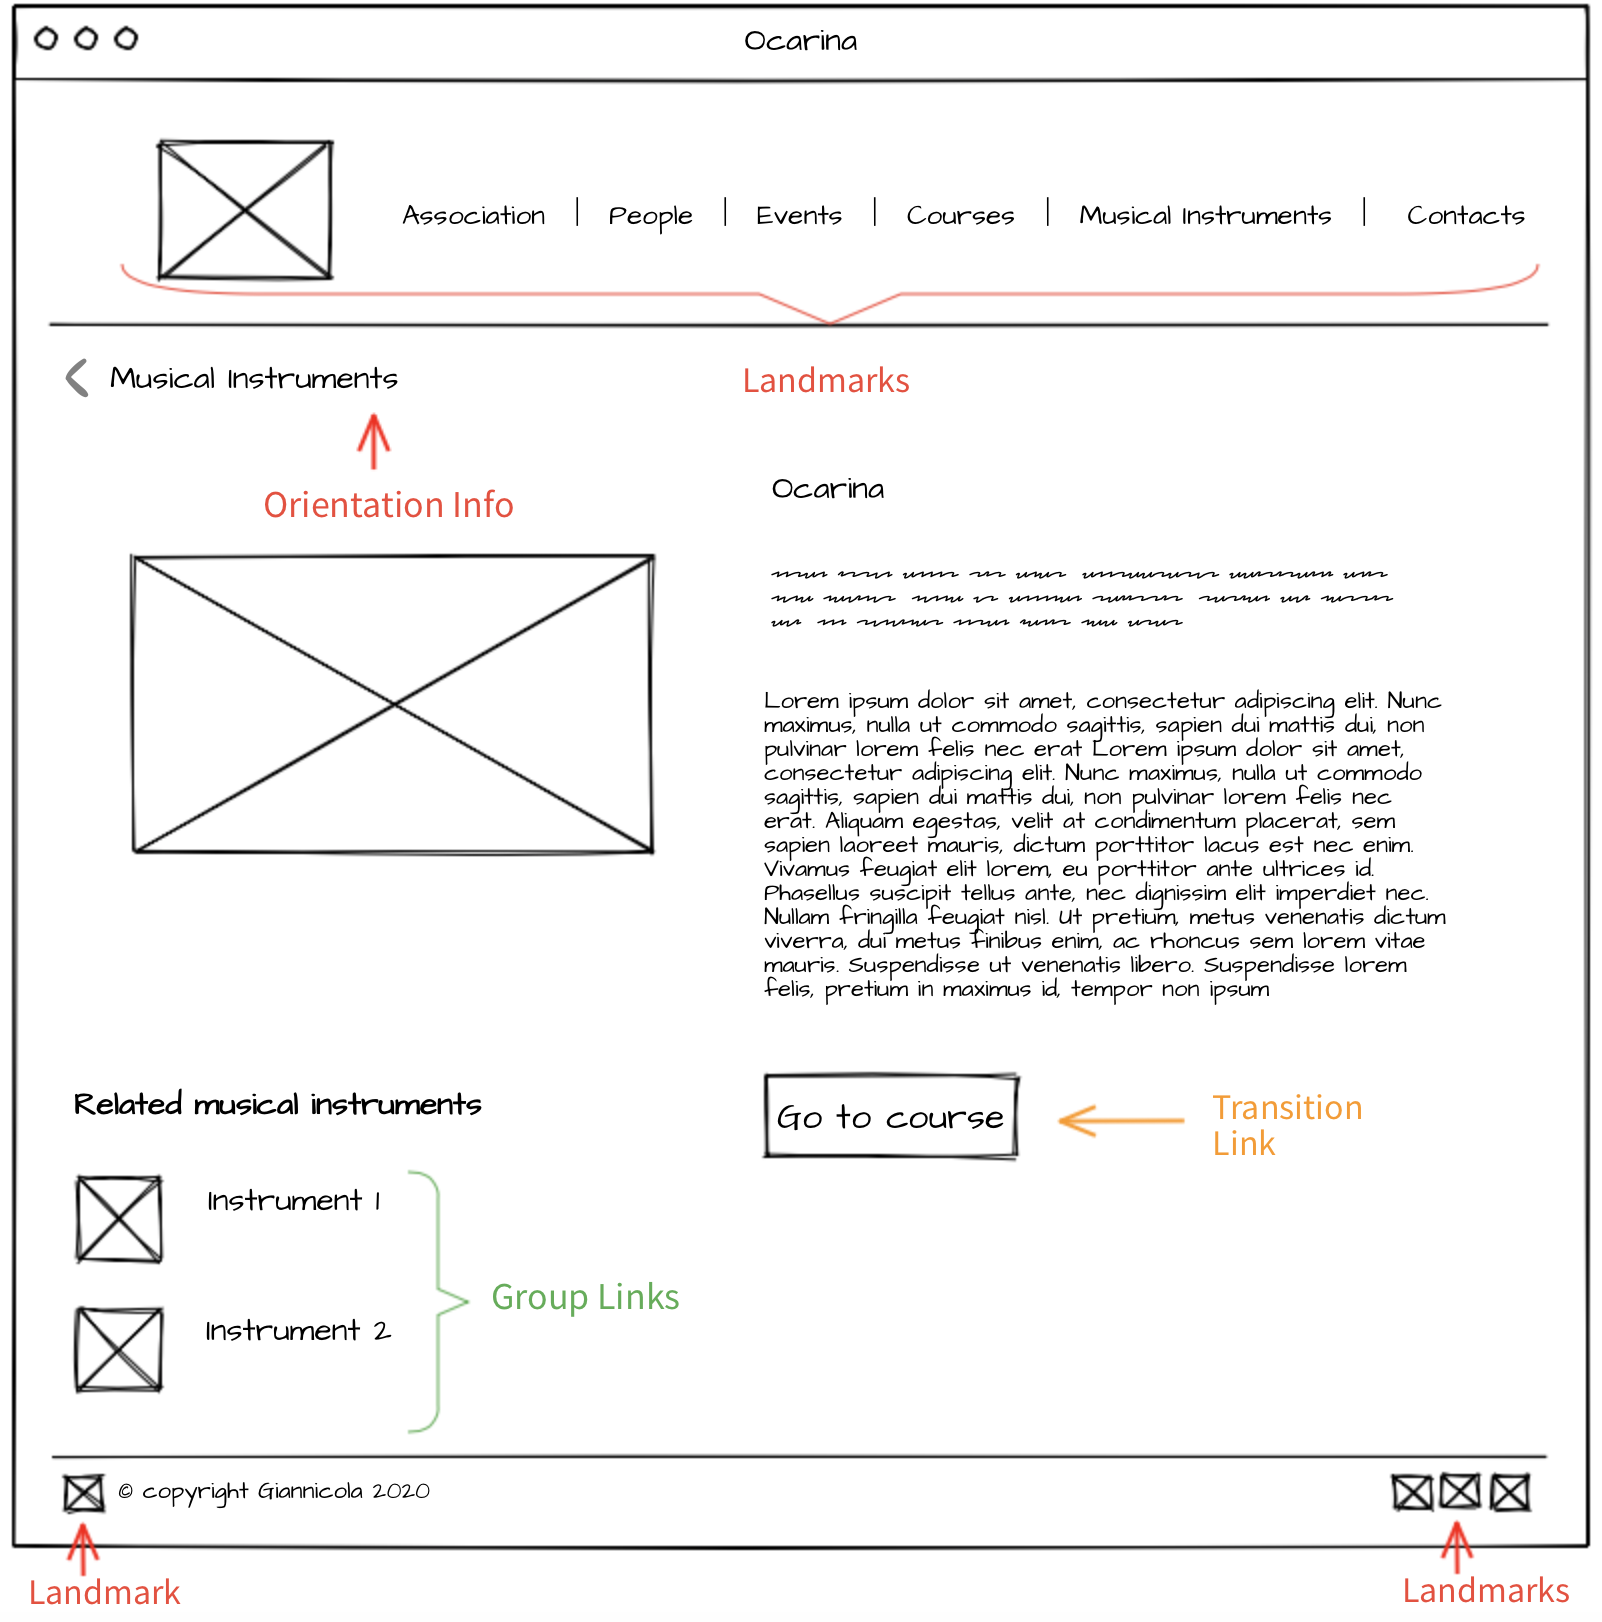 Ocarina
Association | People | Events | Courses | Musical Instruments | Contacts
Musical Instruments
Landmarks
Orientation Info
Ocarina
Lorem ipsum dolor sit amet, consectetur adipiscing elit. Nunc
maximus, nulla ut commodo sagittis, sapien dui mattis dui, non
pulvinar lorem felis nec erat Lorem ipsum dolor sit amet,
consectetur adipiscing elit. Nunc maximus, nulla ut commodo
sagittis, sapien dui mattis dui, non pulvinar lorem felis nec
erat. Aliquam egestas, velit at condimentum placerat, sem
sapien laoreet mauris, dictum porttitor lacus est nec enim.
Vivamus feugiat elit lorem, eu porttitor ante ultrices id.
Phasellus suscipit tellus ante, nec dignissim elit imperdiet nec.
Nullam fringilla feugiat nisl. Ut pretium, metus venenatis dictum
viverra, dui metus finibus enim, ac rhoncus sem lorem vitae
mauris. Suspendisse ut venenatis libero. Suspendisse lorem
felis, pretium in maximus id, tempor non ipsum
Go to course
Transition
Link
Related musical instruments
Instrument 1
Group Links
Instrument 2
© copyright Giannicola 2020
Landmark
Landmarks